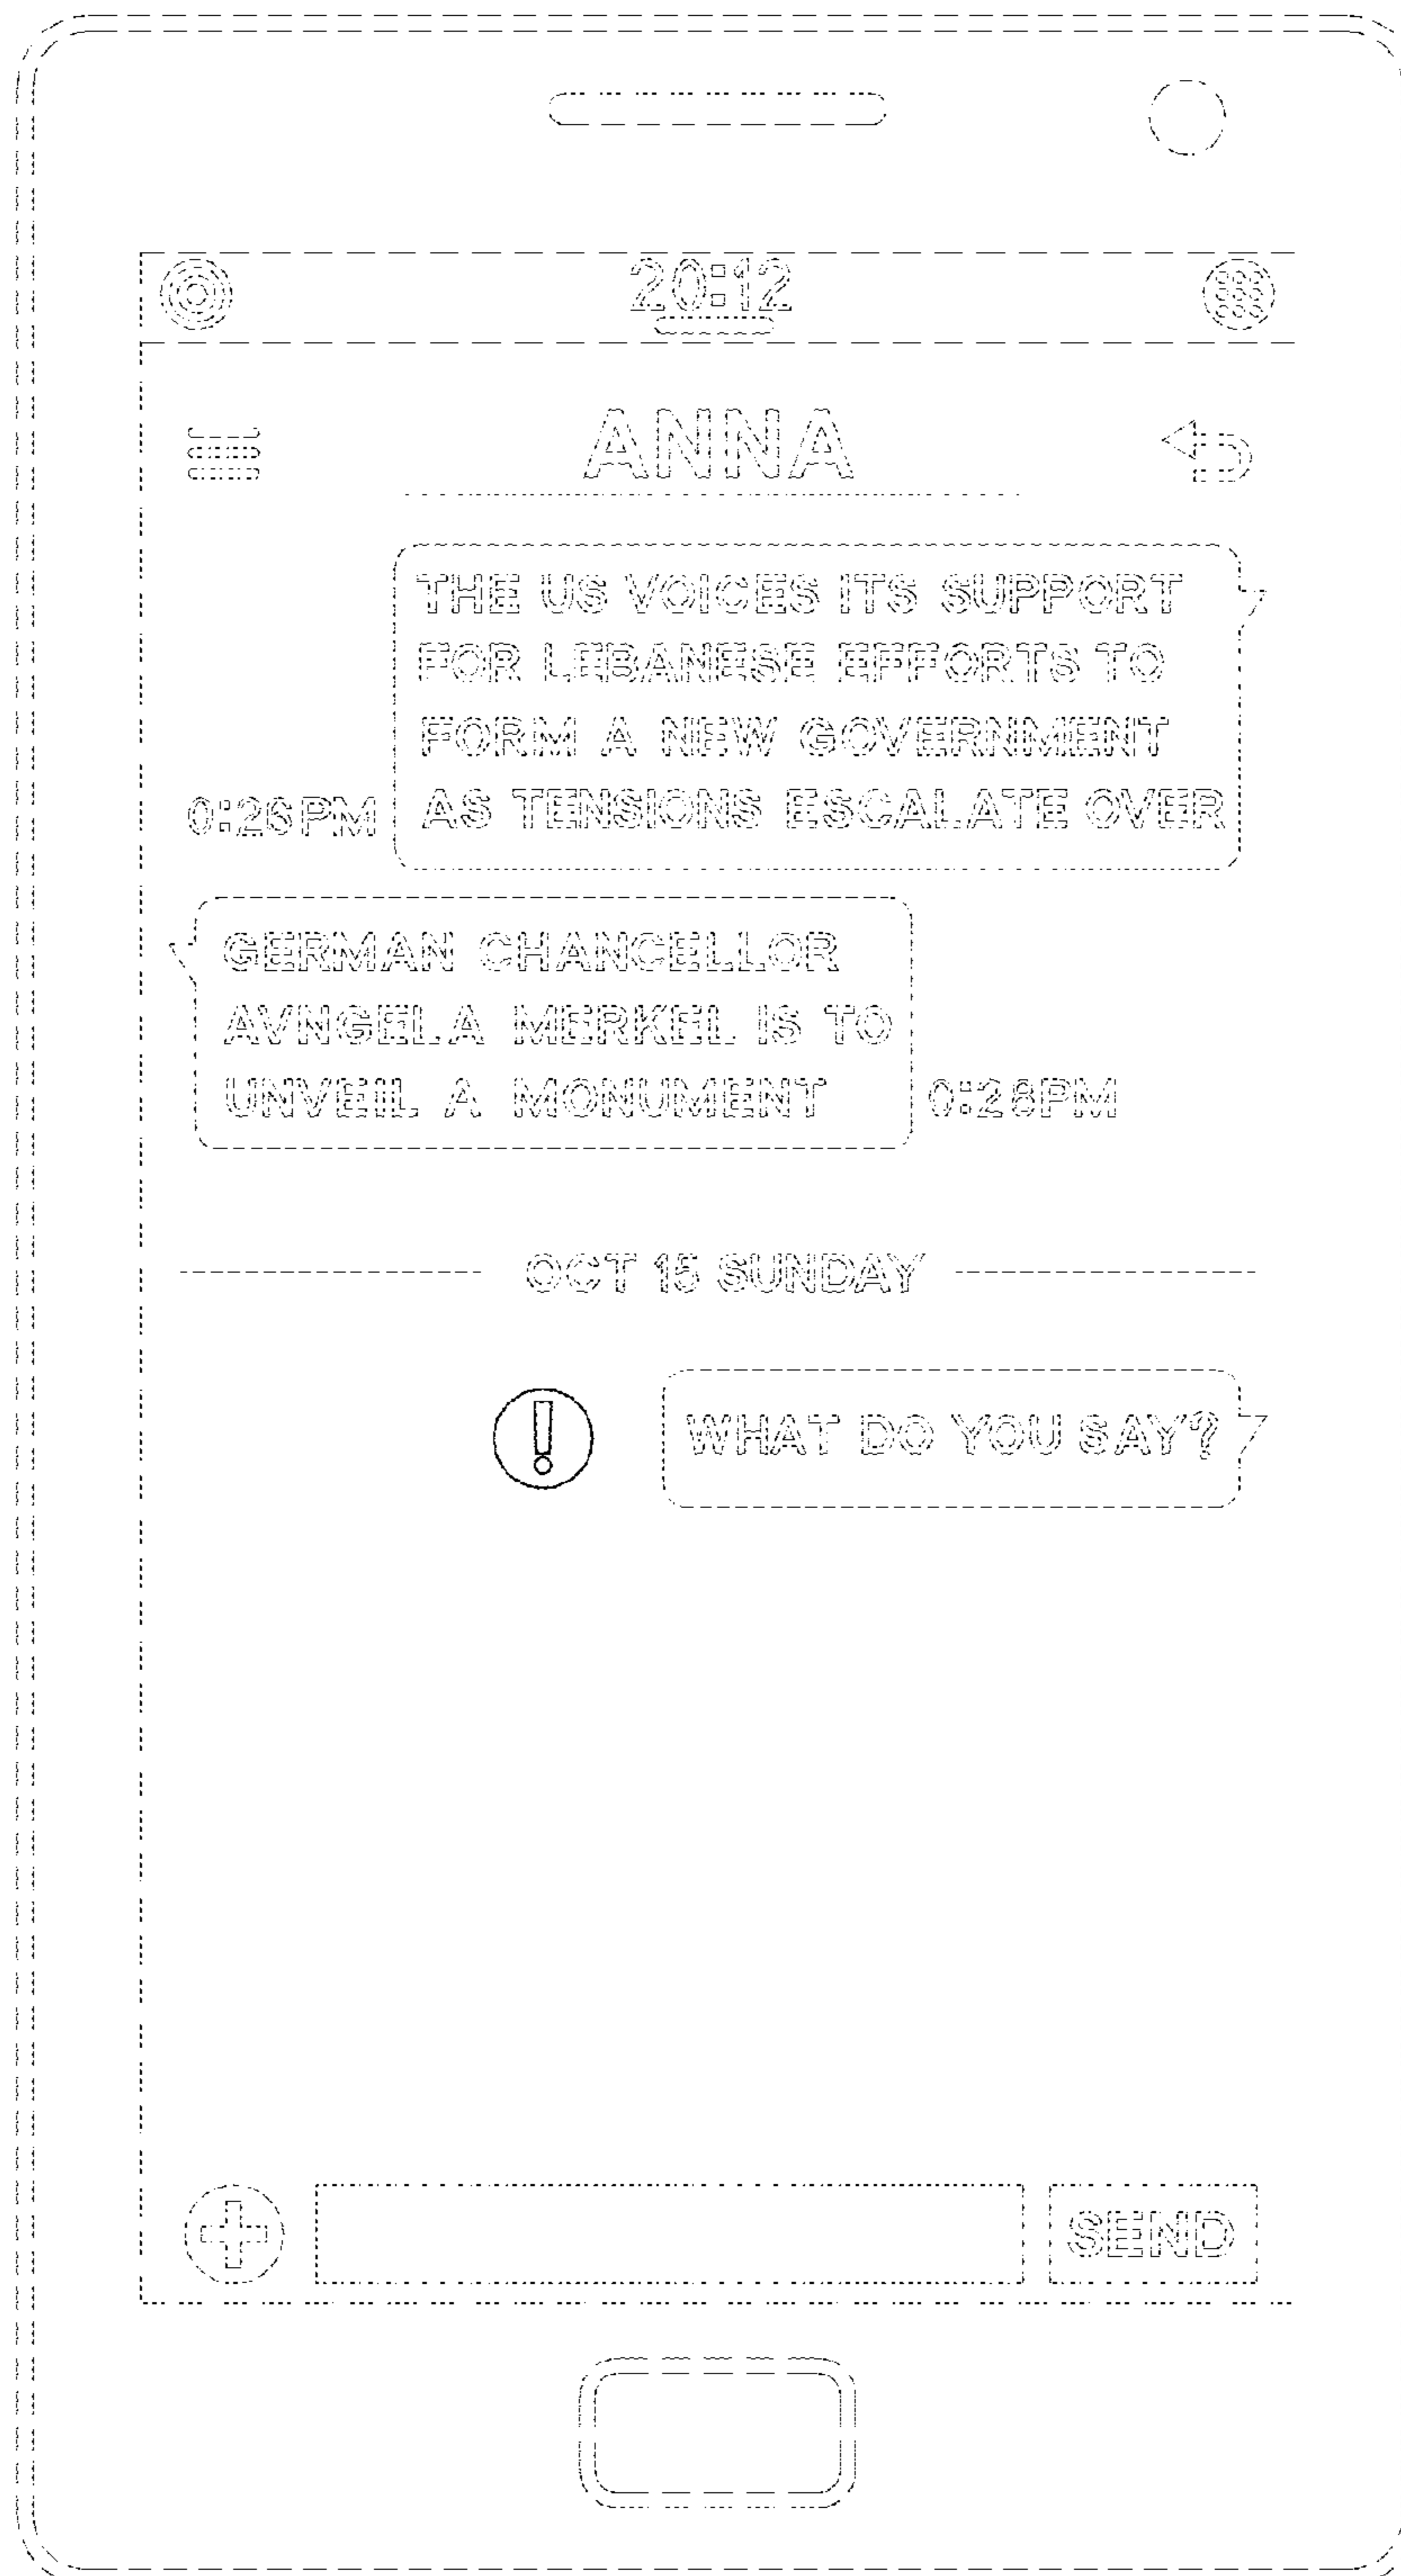 20:12
ANNA
THE US VOICES ITS SUPPORT
FOR LEBANESE EFFORTS TO
FORM A NEW GOVERNMENT
0:26PM AS TENSIONS ESCALATE OVER
GERMAN CHANCELLOR
AVNGELA MERKEL IS TO
UNVEIL A MONUMENT 0:28PM
OCT 15 SUNDAY
! WHAT DO YOU SAY?
SEND